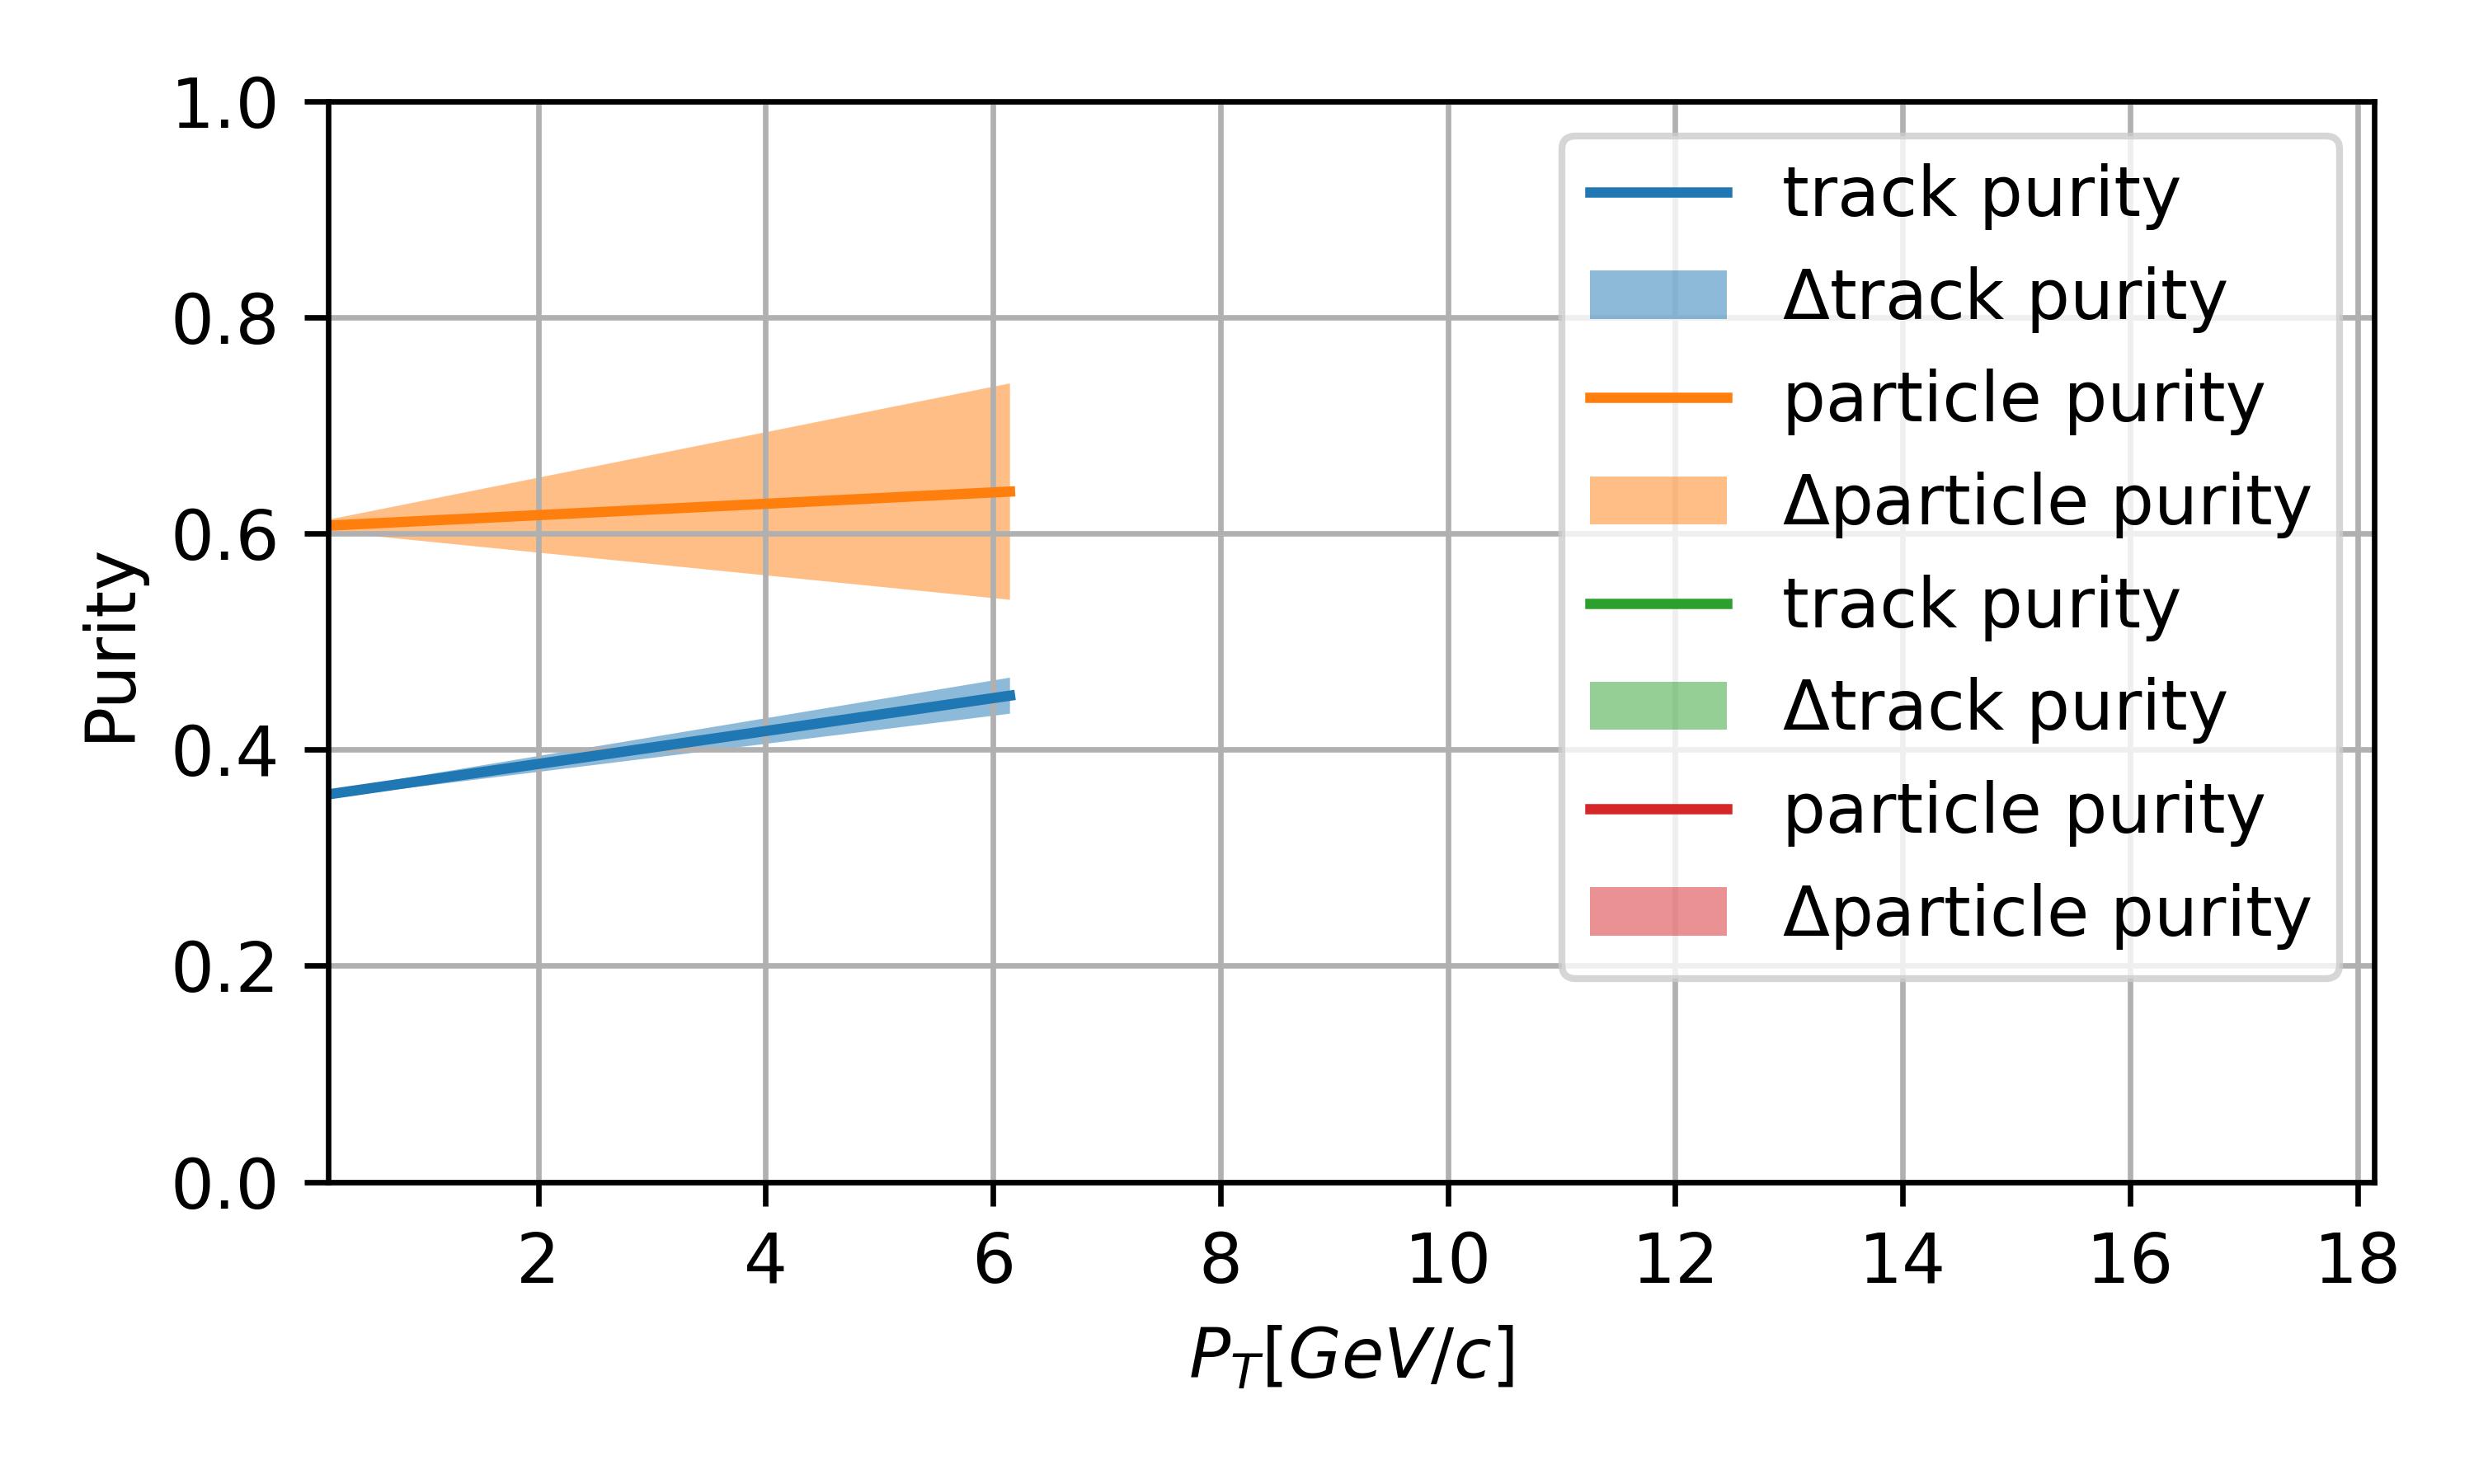 1.0
0.8
0.6
0.4
0.2
0.0
Purity
track purity
Δtrack purity
particle purity
Δparticle purity
track purity
Δtrack purity
particle purity
Δparticle purity
2 4 6 8 10 12 14 16 18
P_T[GeV/c]